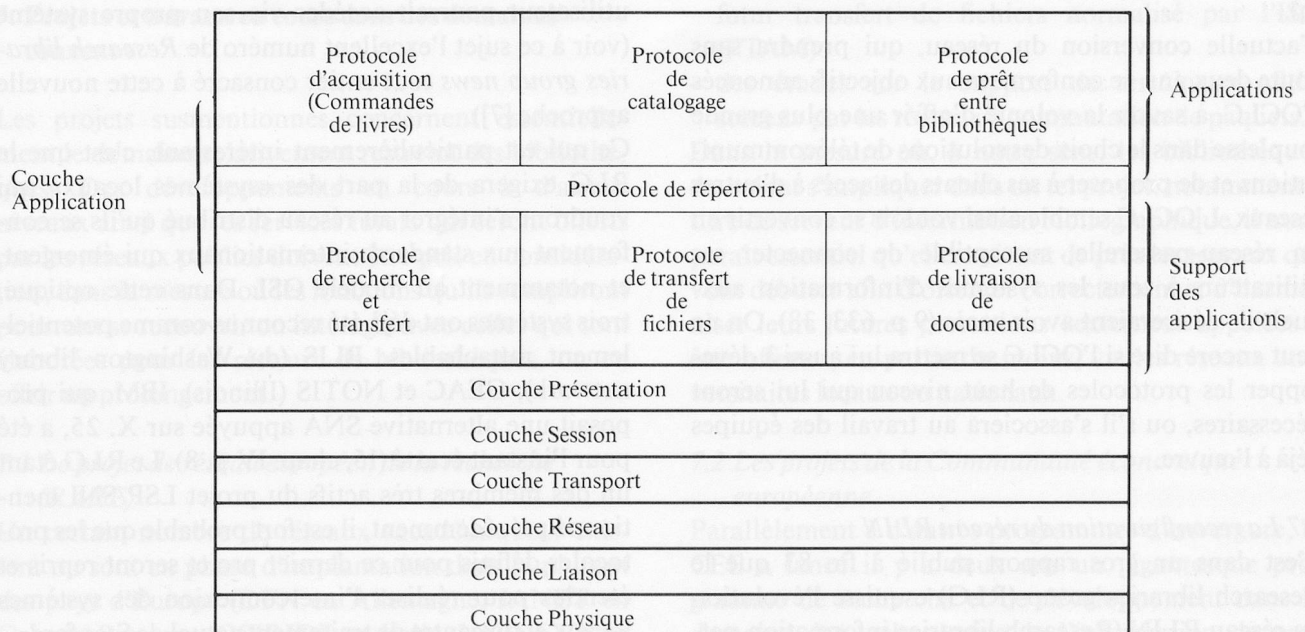 Protocole
d'acquisition
(Commandes
de livres)
Protocole
de
catalogage
Protocole
de prêt
entre
bibliothèques
Applications
Couche
Application
Protocole de répertoire
Protocole
de recherche
et
transfert
Protocole
de transfert
de
fichiers
Protocole
de livraison
de
documents
Support
des
applications
Couche Présentation
Couche Session
Couche Transport
Couche Réseau
Couche Liaison
Couche Physique